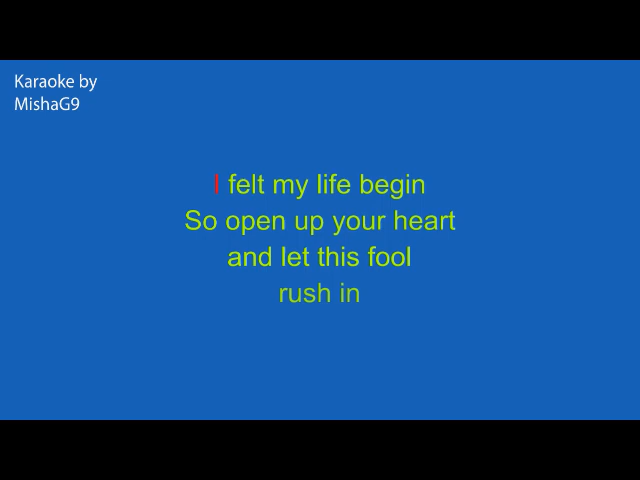 Karaoke by
MishaG9
I felt my life begin
So open up your heart
and let this fool
rush in